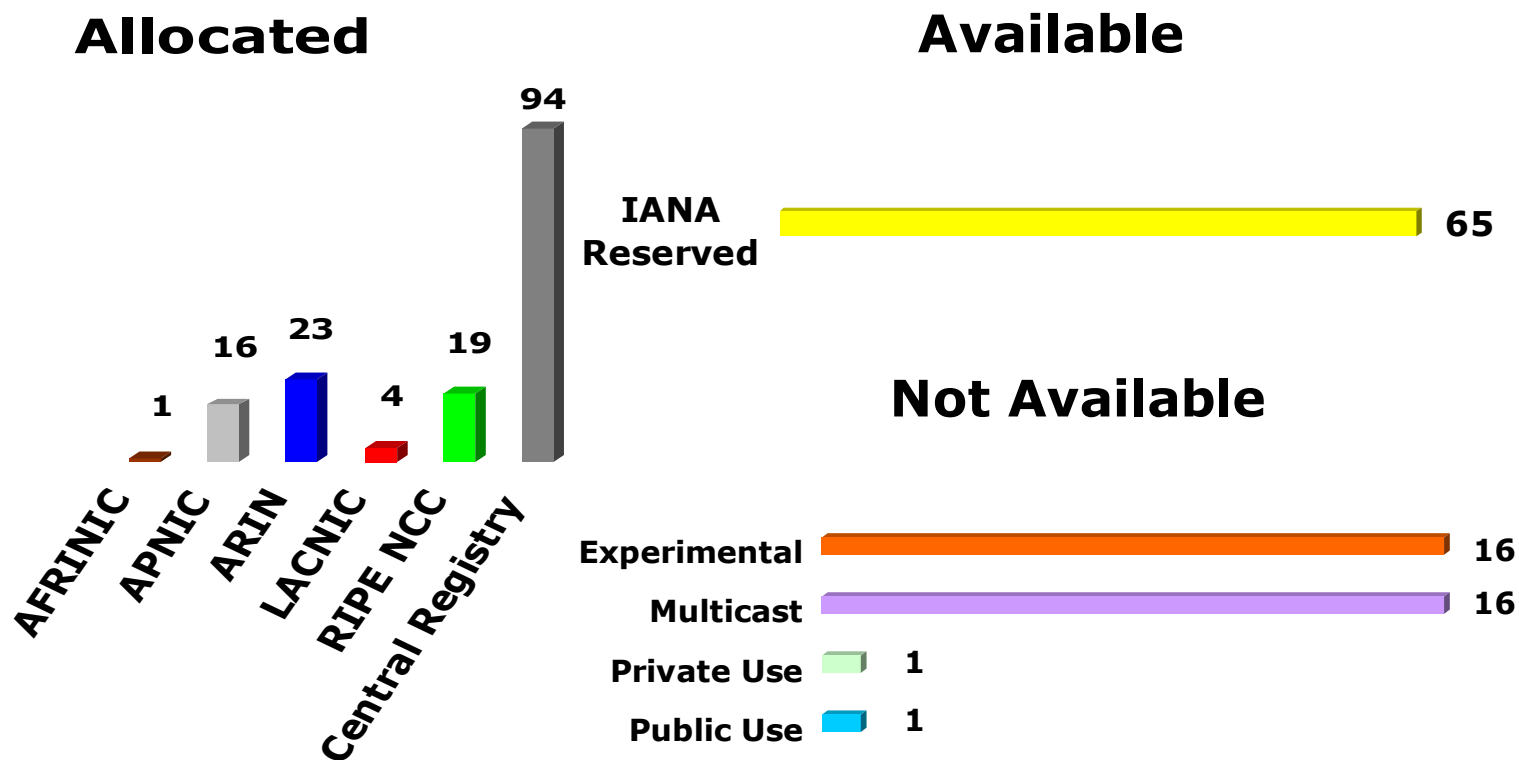 Allocated
94
23
16
19
4
1
AFRINIC
APNIC
ARIN
LACNIC
RIPE NCC
Central Registry
Available
IANA
Reserved
65
Not Available
Experimental
16
Multicast
16
Private Use
1
Public Use
1